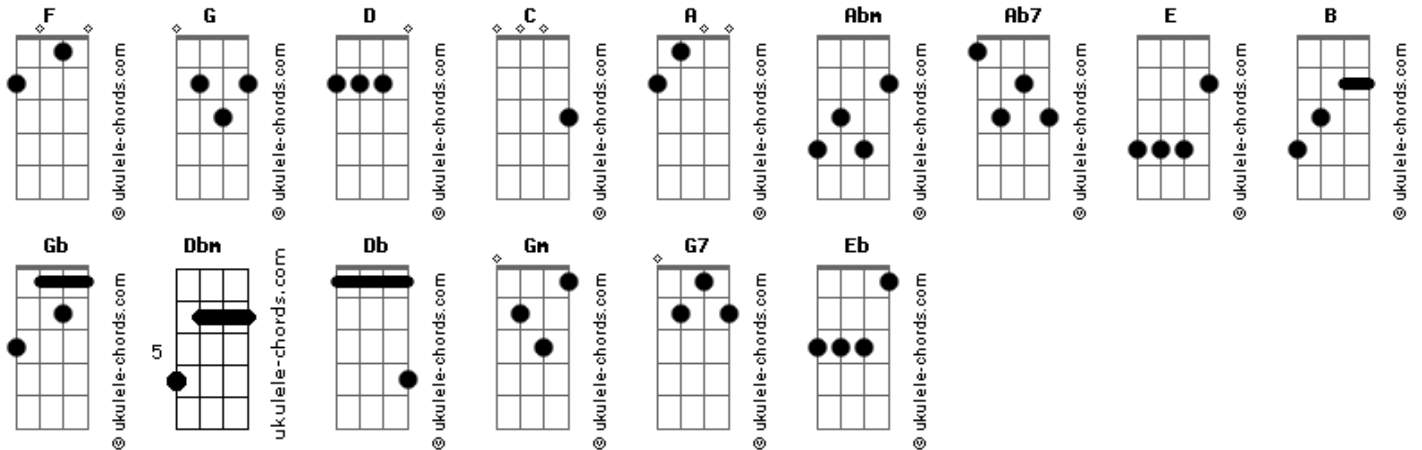 F G D C A Abm Ab7 E B
© ukulele-chords.com © ukulele-chords.com © ukulele-chords.com © ukulele-chords.com © ukulele-chords.com © ukulele-chords.com © ukulele-chords.com © ukulele-chords.com © ukulele-chords.com
Gb Dbm Db Gm G7 Eb
5
© ukulele-chords.com ukulele-chords.com © ukulele-chords.com © ukulele-chords.com © ukulele-chords.com © ukulele-chords.com